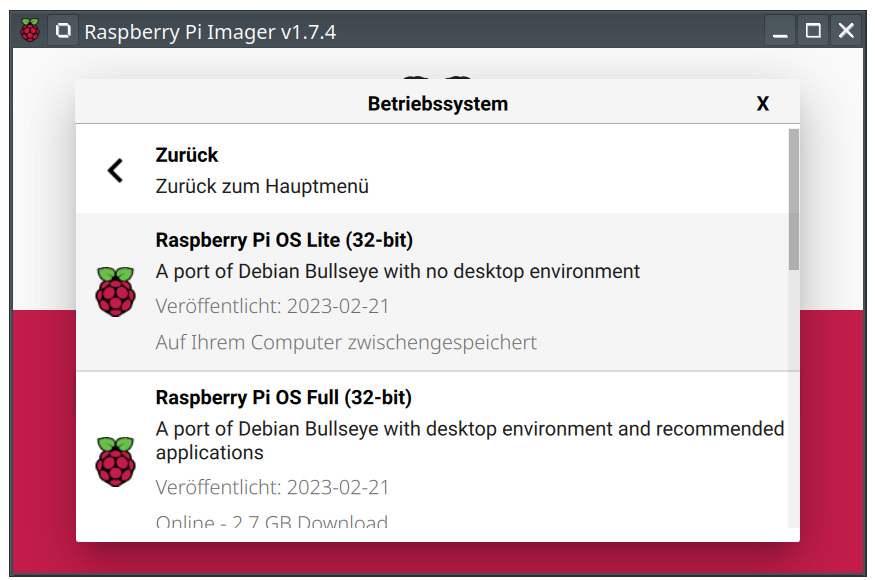 Raspberry Pi Imager v1.7.4
Betriebssystem X
Zurück
Zurück zum Hauptmenü
Raspberry Pi OS Lite (32-bit)
A port of Debian Bullseye with no desktop environment
Veröffentlicht: 2023-02-21
Auf Ihrem Computer zwischengespeichert
Raspberry Pi OS Full (32-bit)
A port of Debian Bullseye with desktop environment and recommended
applications
Veröffentlicht: 2023-02-21
Online - 2.7 GB Download